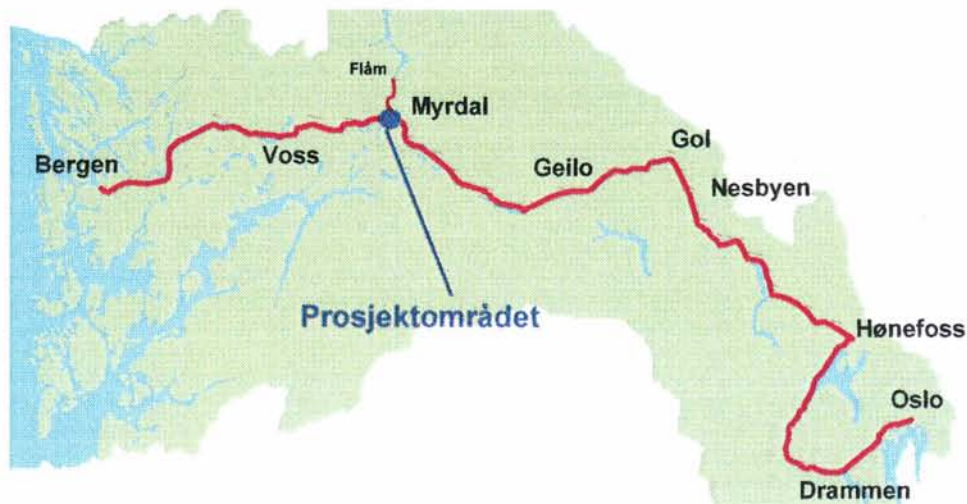 Flåm
Myrdal
Gol
Voss
Geilo
Bergen
Nesbyen
Prosjektområdet
Hønefoss
Oslo
Drammen